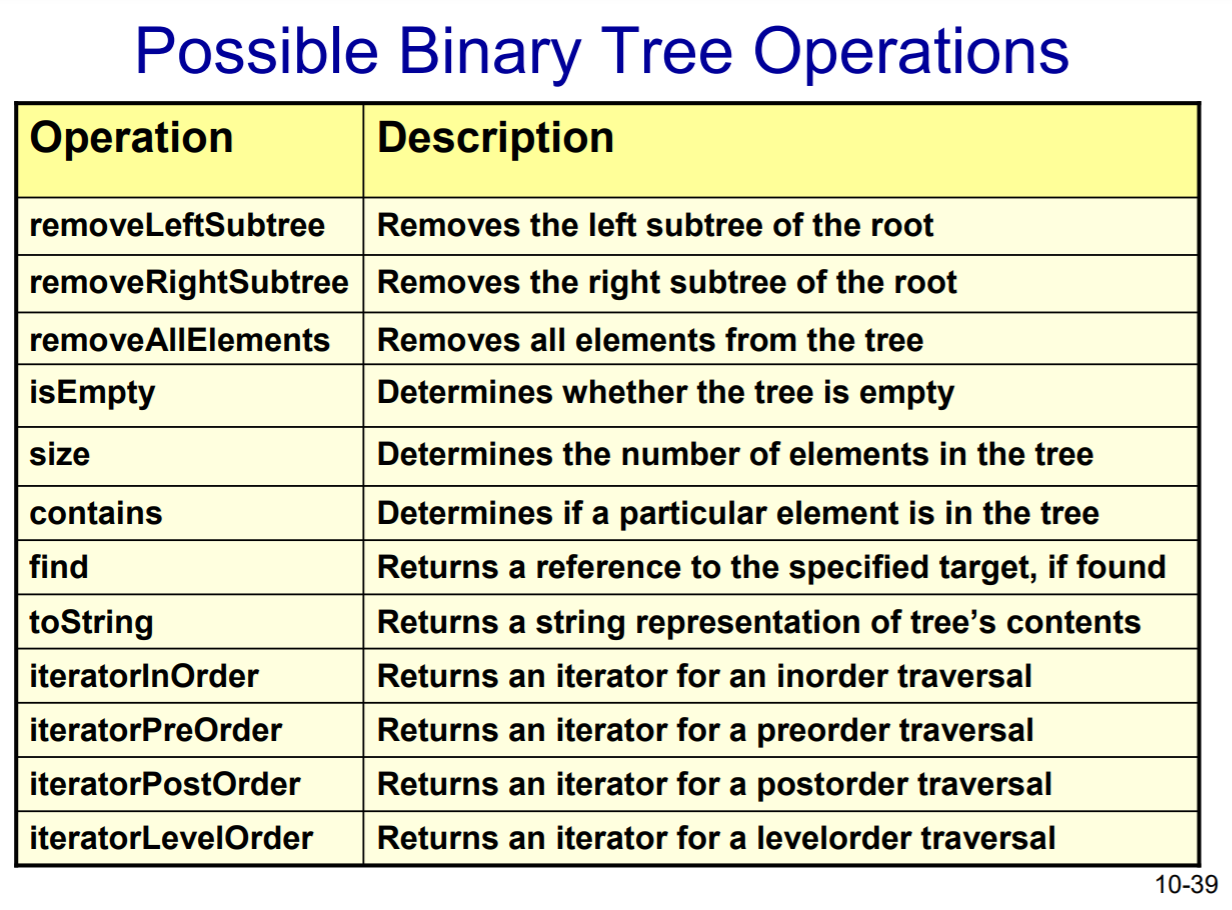 Possible Binary Tree Operations
Operation Description
removeLeftSubtree Removes the left subtree of the root
removeRightSubtree Removes the right subtree of the root
removeAllElements Removes all elements from the tree
isEmpty Determines whether the tree is empty
size Determines the number of elements in the tree
contains Determines if a particular element is in the tree
find Returns a reference to the specified target, if found
toString Returns a string representation of tree’s contents
iteratorInOrder Returns an iterator for an inorder traversal
iteratorPreOrder Returns an iterator for a preorder traversal
iteratorPostOrder Returns an iterator for a postorder traversal
iteratorLevelOrder Returns an iterator for a levelorder traversal
10-39